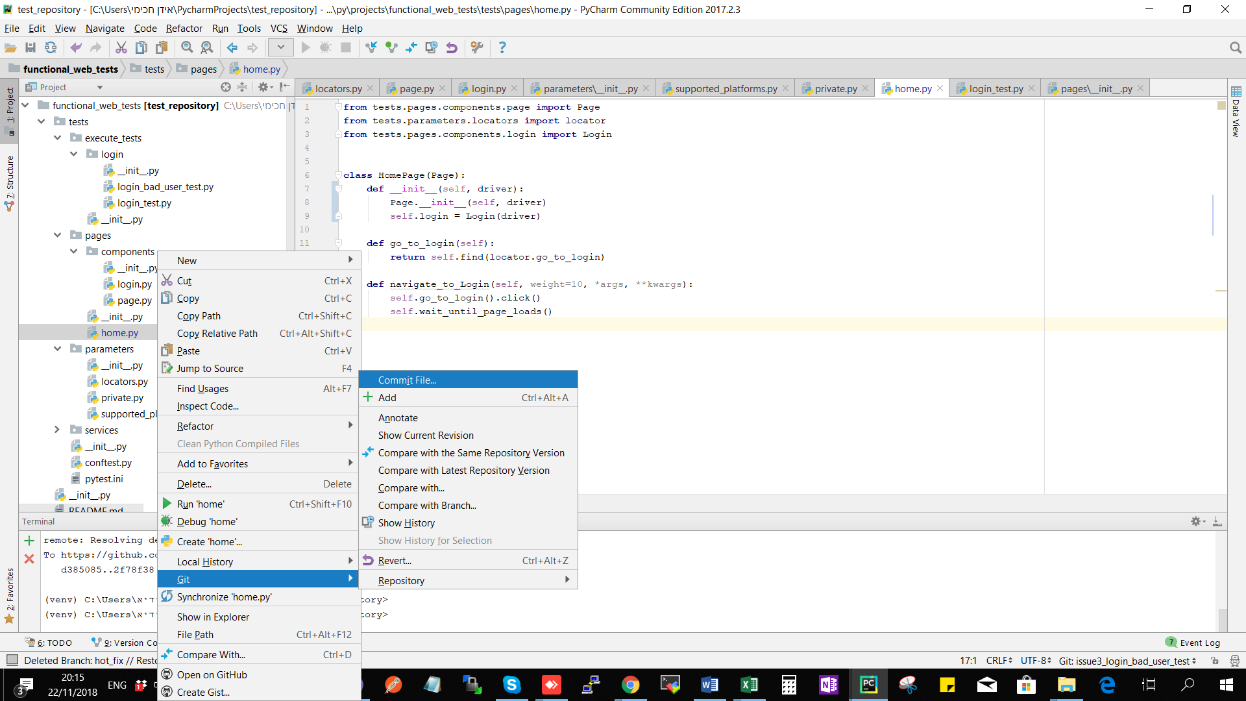 test_repository - [C:\Users\אידן חכימי\PycharmProjects\test_repository] - ...\py\projects\functional_web_tests\tests\pages\home.py - PyCharm Community Edition 2017.2.3
File Edit View Navigate Code Refactor Run Tools VCS Window Help
functional_web_tests tests pages home.py
Project
locators.py page.py login.py parameters\__init__.py supported_platforms.py private.py home.py login_test.py pages\__init__.py
1: Project
Z: Structure
2: Favorites
Data View
functional_web_tests [test_repository] C:\Users\
tests
execute_tests
login
__init__.py
login_bad_user_test.py
login_test.py
__init__.py
pages
components
__init__.py
login.py
page.py
__init__.py
home.py
parameters
__init__.py
locators.py
private.py
supported_pl
services
__init__.py
conftest.py
pytest.ini
__init__.py
README.md
1 from tests.pages.components.page import Page
2 from tests.parameters.locators import locator
3 from tests.pages.components.login import Login
4
5
6 class HomePage(Page):
7 def __init__(self, driver):
8 Page.__init__(self, driver)
9 self.login = Login(driver)
10
11 def go_to_login(self):
return self.find(locator.go_to_login)
def navigate_to_Login(self, weight=10, *args, **kwargs):
self.go_to_login().click()
self.wait_until_page_loads()
New
Cut Ctrl+X
Copy Ctrl+C
Copy Path Ctrl+Shift+C
Copy Relative Path Ctrl+Alt+Shift+C
Paste Ctrl+V
Jump to Source F4
Find Usages Alt+F7
Inspect Code...
Refactor
Clean Python Compiled Files
Add to Favorites
Delete... Delete
Run 'home' Ctrl+Shift+F10
Debug 'home'
Create 'home'...
Local History
Git
Synchronize 'home.py'
Show in Explorer
File Path Ctrl+Alt+F12
Compare With... Ctrl+D
Open on GitHub
Create Gist...
Commit File...
Add Ctrl+Alt+A
Annotate
Show Current Revision
Compare with the Same Repository Version
Compare with Latest Repository Version
Compare with...
Compare with Branch...
Show History
Show History for Selection
Revert... Ctrl+Alt+Z
Repository
Terminal
remote: Resolving de
To https://github.co
d385085..2f78f38
(venv) C:\Users\ tory>
(venv) C:\Users\ tory>
6: TODO 9: Version Co Event Log
Deleted Branch: hot_fix // Resto 17:1 CRLF UTF-8 Git: issue3_login_bad_user_test
20:15
22/11/2018
ENG
3